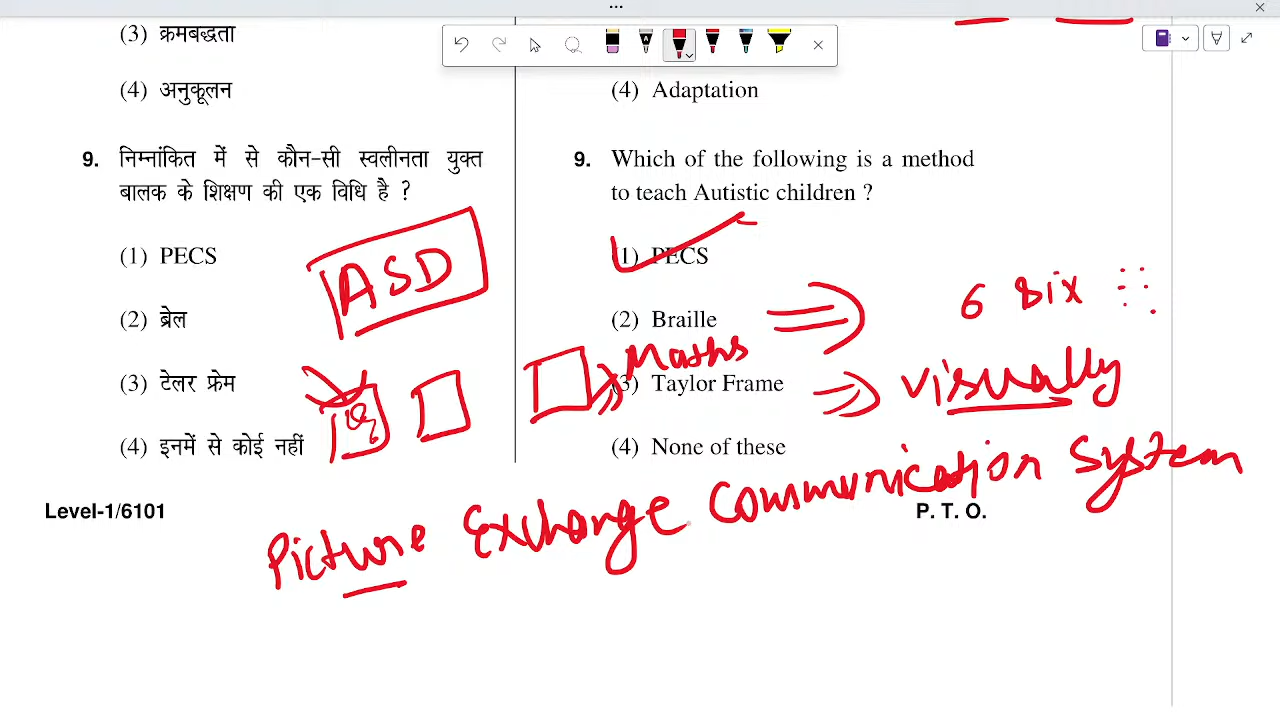 (3) क्रमबद्धता
(4) अनुकूलन
9. निम्नांकित में से कौन-सी स्वलीनता युक्त
बालक के शिक्षण की एक विधि है ?
(1) PECS
(2) ब्रेल
(3) टेलर फ्रेम
(4) इनमें से कोई नहीं
ASD
(4) Adaptation
9. Which of the following is a method
to teach Autistic children ?
(1) PECS
(2) Braille
6 six
Maths
(3) Taylor Frame
visually
(4) None of these
Picture Exchange Communication System
Level-1/6101
P. T. O.